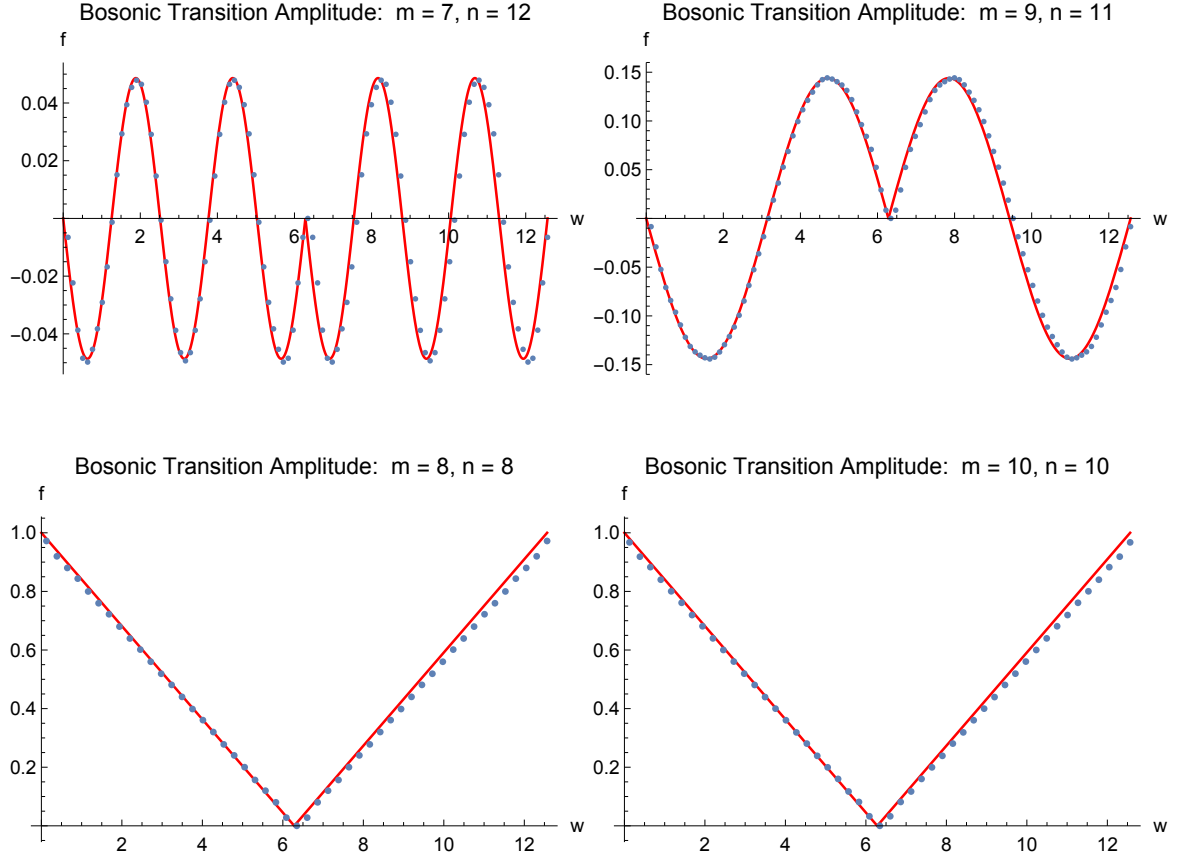 Bosonic Transition Amplitude: m = 7, n = 12
f
0.04
0.02
-0.02
-0.04
2 4 6 8 10 12
w
Bosonic Transition Amplitude: m = 9, n = 11
f
0.15
0.10
0.05
-0.05
-0.10
-0.15
2 4 6 8 10 12
w
Bosonic Transition Amplitude: m = 8, n = 8
f
1.0
0.8
0.6
0.4
0.2
2 4 6 8 10 12
w
Bosonic Transition Amplitude: m = 10, n = 10
f
1.0
0.8
0.6
0.4
0.2
2 4 6 8 10 12
w